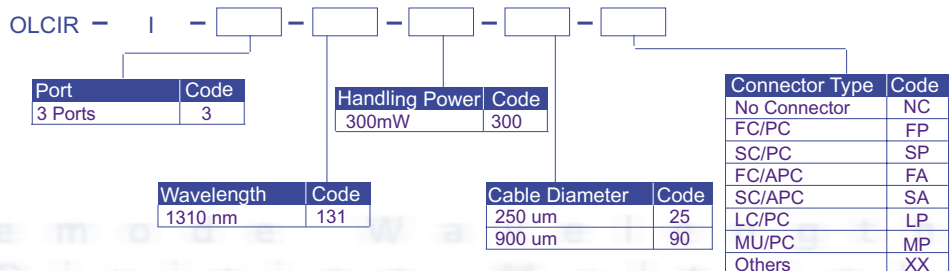 OLCIR – I – – – – –
Port Code
3 Ports 3
Handling Power Code
300mW 300
Connector Type Code
No Connector NC
FC/PC FP
SC/PC SP
FC/APC FA
SC/APC SA
LC/PC LP
MU/PC MP
Others XX
Wavelength Code
1310 nm 131
Cable Diameter Code
250 um 25
900 um 90